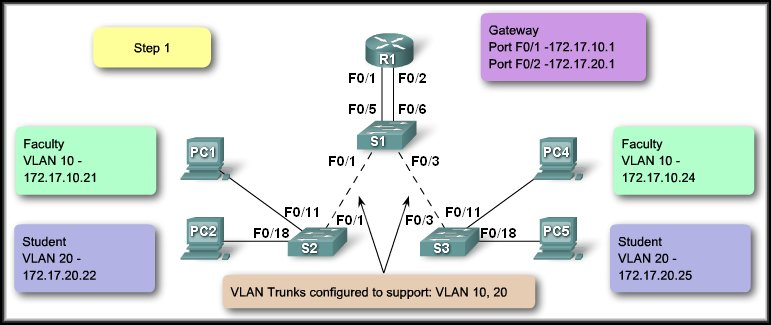 Step 1
Gateway
Port F0/1 -172.17.10.1
Port F0/2 -172.17.20.1
R1
F0/1
F0/2
F0/5
F0/6
S1
Faculty
VLAN 10 -
172.17.10.21
PC1
F0/1
F0/3
PC4
Faculty
VLAN 10 -
172.17.10.24
Student
VLAN 20 -
172.17.20.22
PC2
F0/11
F0/18
F0/1
S2
F0/3
F0/11
F0/18
S3
PC5
Student
VLAN 20 -
172.17.20.25
VLAN Trunks configured to support: VLAN 10, 20